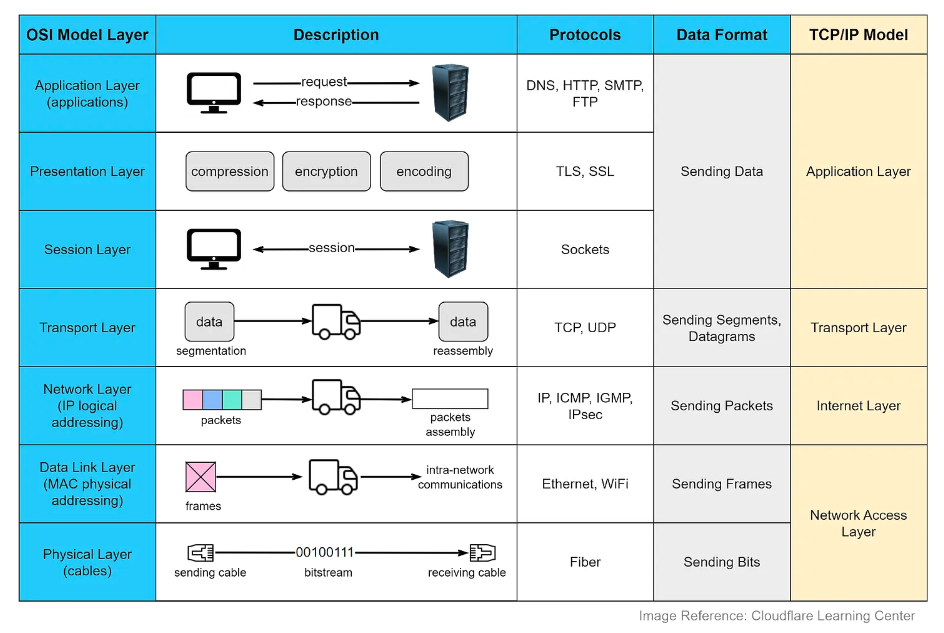 OSI Model Layer
Description
Protocols
Data Format
TCP/IP Model
Application Layer
(applications)
request
response
DNS, HTTP, SMTP,
FTP
Presentation Layer
compression
encryption
encoding
TLS, SSL
Sending Data
Application Layer
Session Layer
session
Sockets
Transport Layer
data
segmentation
data
reassembly
TCP, UDP
Sending Segments,
Datagrams
Transport Layer
Network Layer
(IP logical
addressing)
packets
packets
assembly
IP, ICMP, IGMP,
IPsec
Sending Packets
Internet Layer
Data Link Layer
(MAC physical
addressing)
frames
intra-network
communications
Ethernet, WiFi
Sending Frames
Network Access
Layer
Physical Layer
(cables)
sending cable
00100111
bitstream
receiving cable
Fiber
Sending Bits
Image Reference: Cloudflare Learning Center